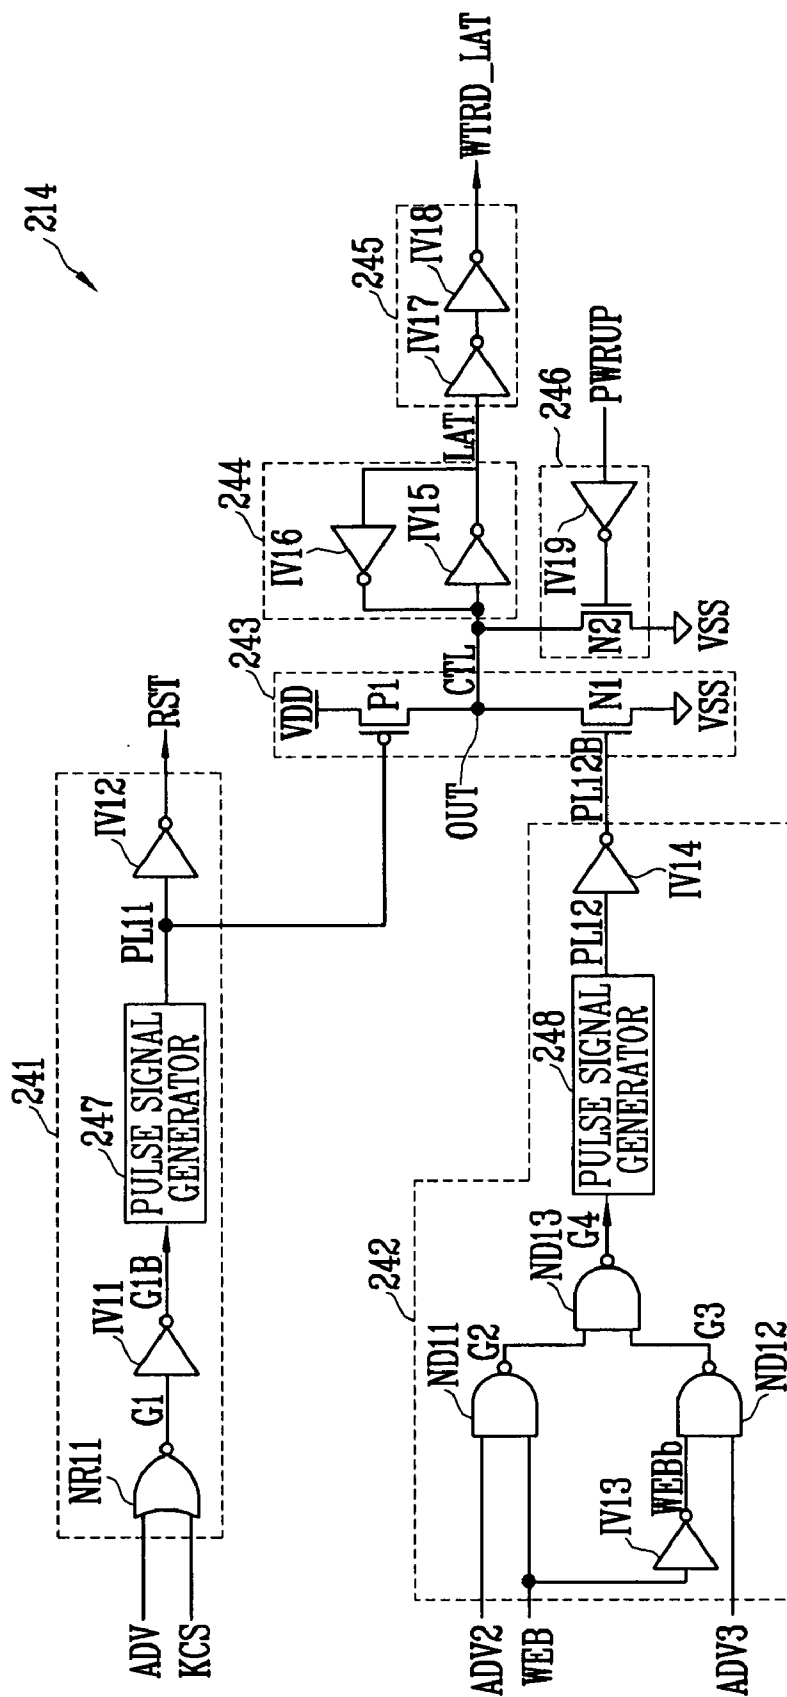 214
241
ADV
KCS
NR11
G1
IV11
G1B
247
PULSE SIGNAL
GENERATOR
PL11
IV12
RST
243
VDD
P1
OUT
CTL
N1
VSS
244
IV16
IV15
LAT
245
IV17
IV18
WTRD_LAT
246
IV19
N2
VSS
PWRUP
242
ADV2
WEB
ADV3
IV13
WEBb
ND11
G2
ND12
G3
ND13
G4
248
PULSE SIGNAL
GENERATOR
PL12
IV14
PL12B